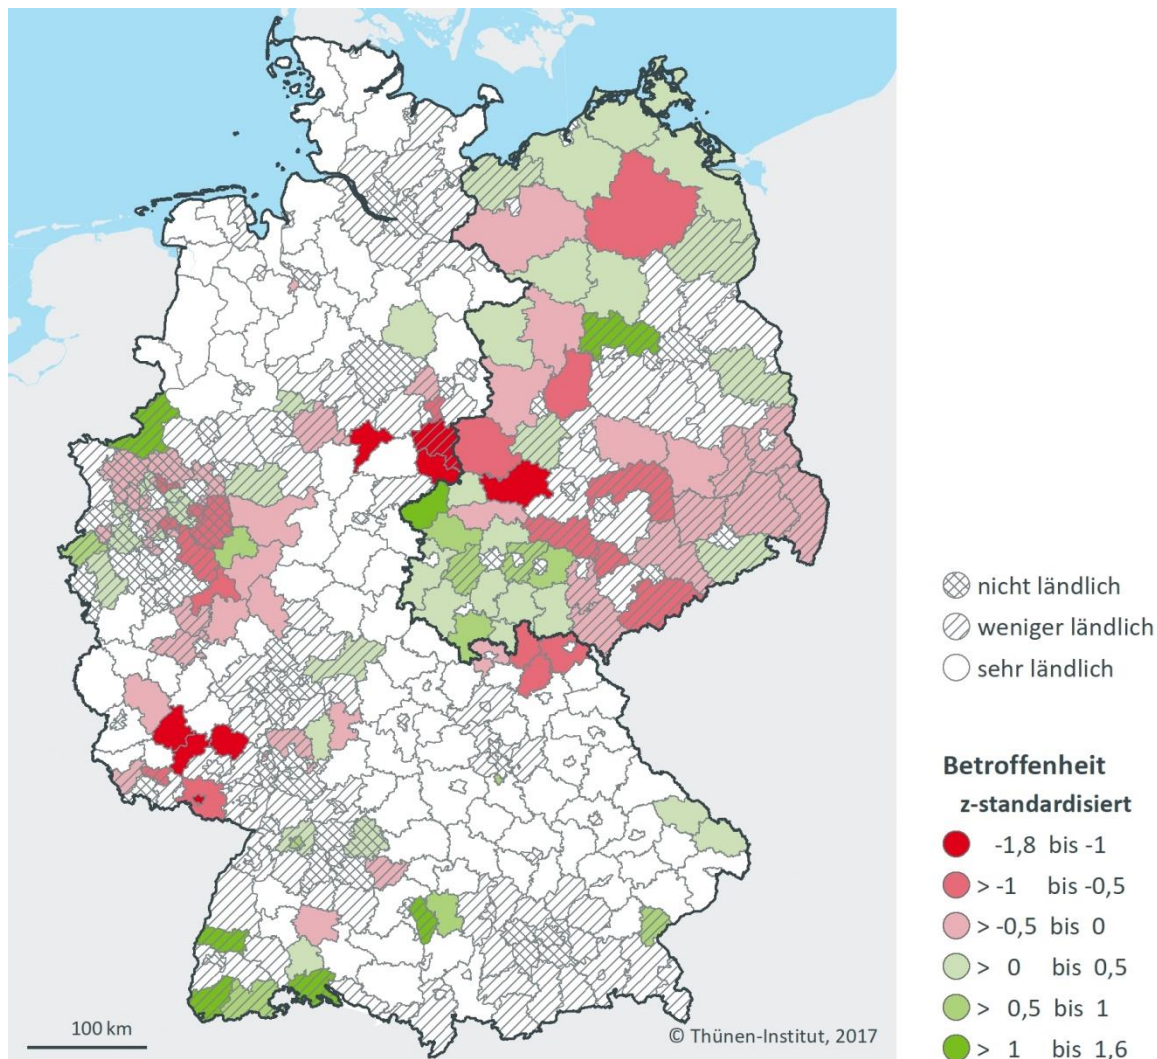 nicht ländlich
weniger ländlich
sehr ländlich
Betroffenheit
z-standardisiert
-1,8 bis -1
> -1 bis -0,5
> -0,5 bis 0
> 0 bis 0,5
> 0,5 bis 1
> 1 bis 1,6
100 km
© Thünen-Institut, 2017